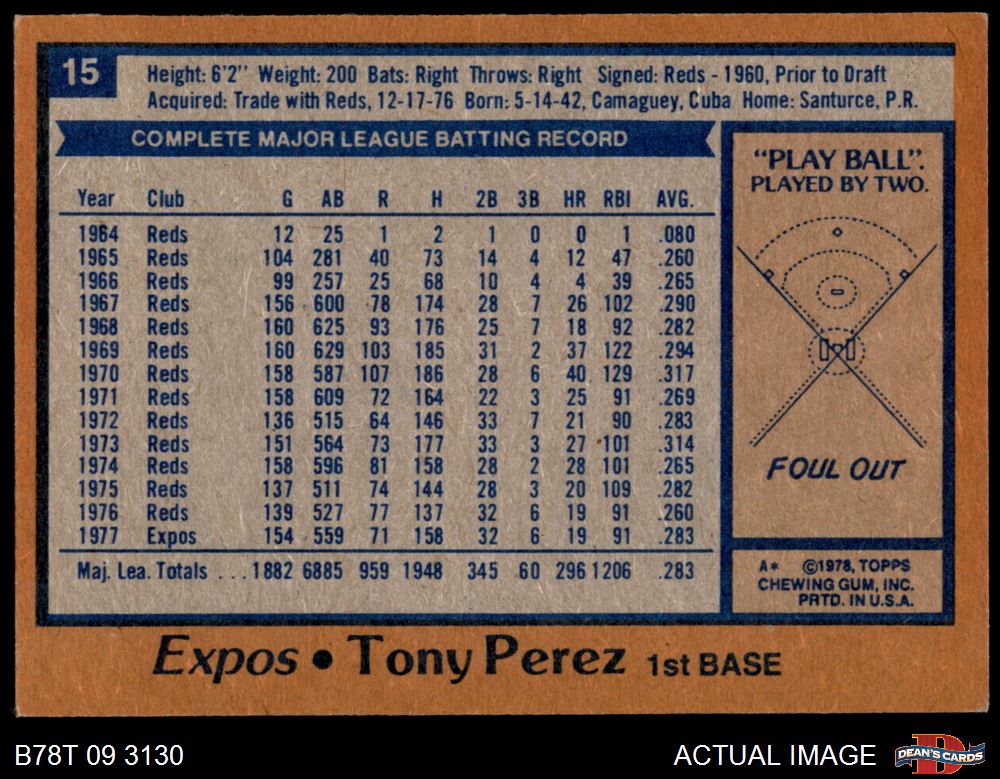 15
Height: 6'2" Weight: 200 Bats: Right Throws: Right Signed: Reds - 1960, Prior to Draft
Acquired: Trade with Reds, 12-17-76 Born: 5-14-42, Camaguey, Cuba Home: Santurce, P.R.
COMPLETE MAJOR LEAGUE BATTING RECORD
Year Club G AB R H 2B 3B HR RBI AVG.
1964 Reds 12 25 1 2 1 0 0 1 .080
1965 Reds 104 281 40 73 14 4 12 47 .260
1966 Reds 99 257 25 68 10 4 4 39 .265
1967 Reds 156 600 78 174 28 7 26 102 .290
1968 Reds 160 625 93 176 25 7 18 92 .282
1969 Reds 160 629 103 185 31 2 37 122 .294
1970 Reds 158 587 107 186 28 6 40 129 .317
1971 Reds 158 609 72 164 22 3 25 91 .269
1972 Reds 136 515 64 146 33 7 21 90 .283
1973 Reds 151 564 73 177 33 3 27 101 .314
1974 Reds 158 596 81 158 28 2 28 101 .265
1975 Reds 137 511 74 144 28 3 20 109 .282
1976 Reds 139 527 77 137 32 6 19 91 .260
1977 Expos 154 559 71 158 32 6 19 91 .283
Maj. Lea. Totals ...1882 6885 959 1948 345 60 296 1206 .283
"PLAY BALL".
PLAYED BY TWO.
FOUL OUT
A* ©1978, TOPPS
CHEWING GUM, INC.
PRTD. IN U.S.A.
Expos • Tony Perez 1st BASE
B78T 09 3130
ACTUAL IMAGE
D
DEAN'S CARDS